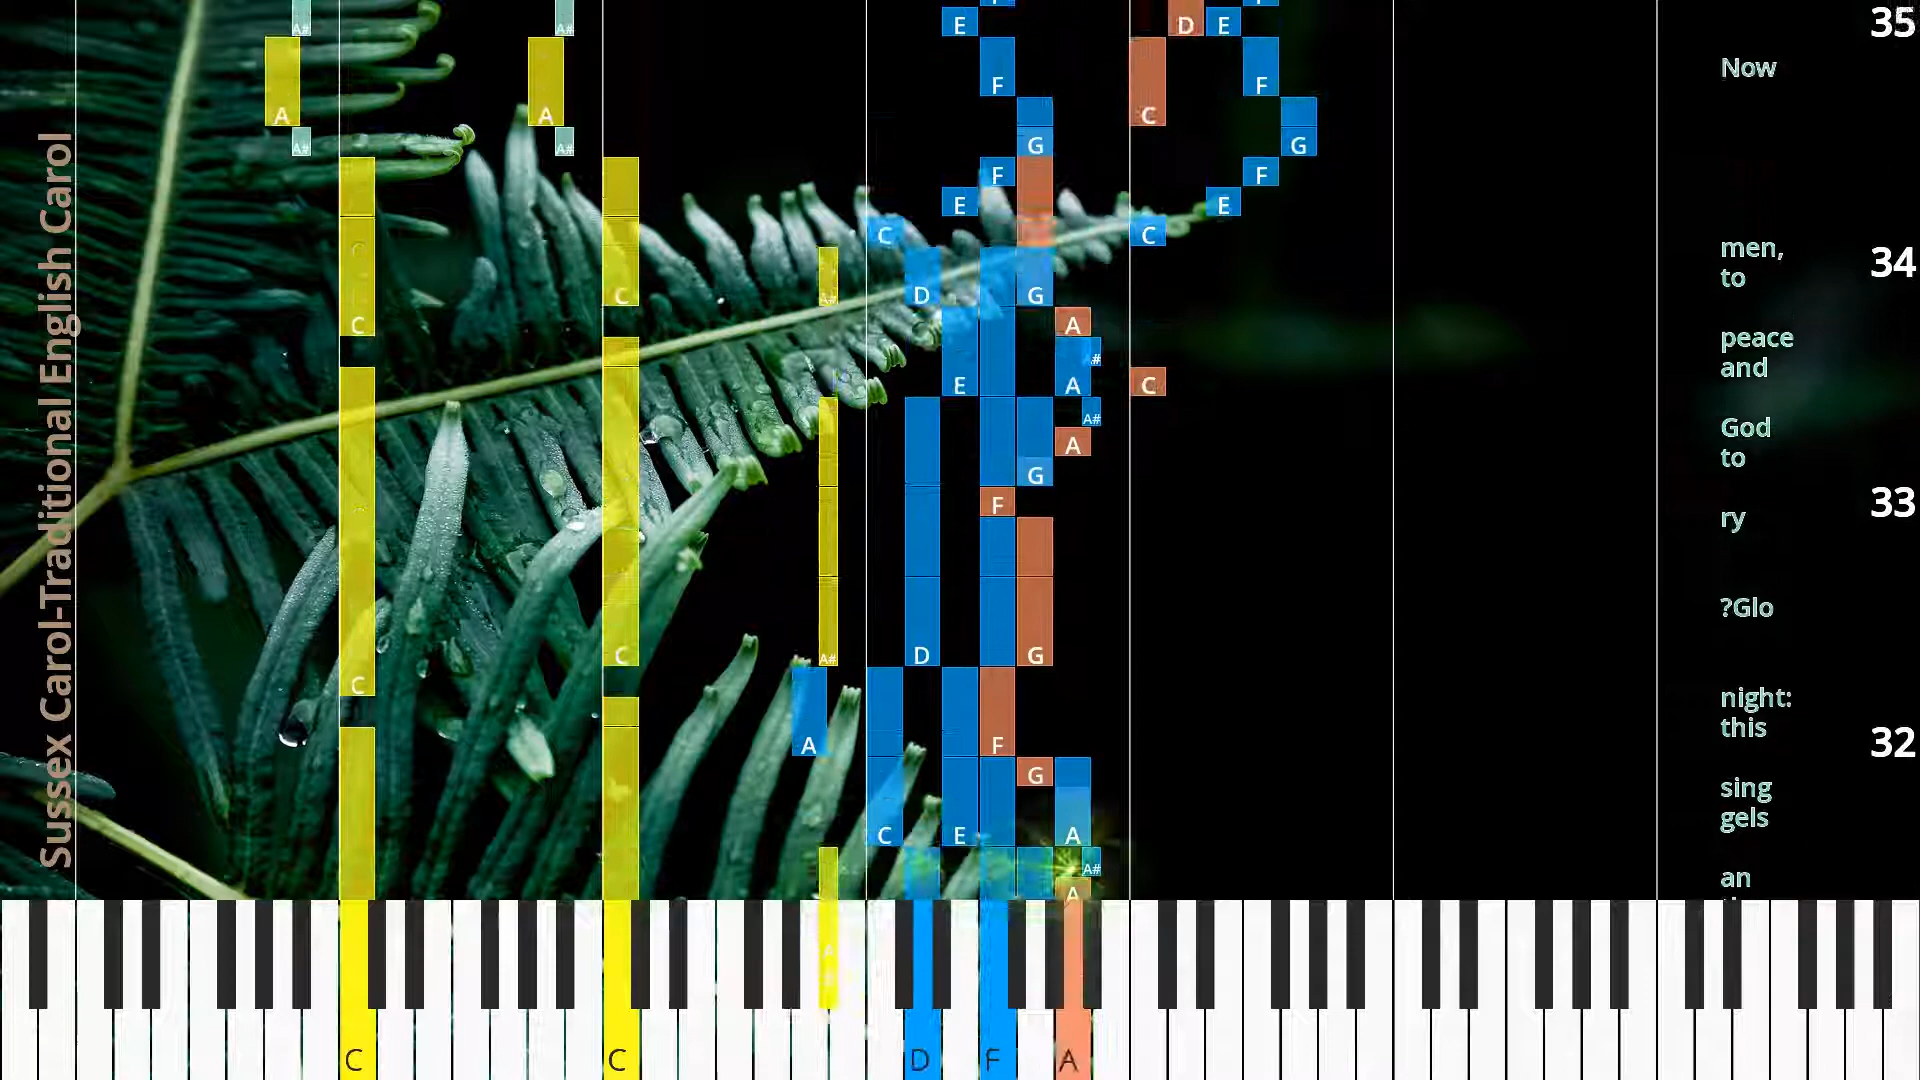 Sussex Carol-Traditional English Carol
35
34
33
32
Now
men,
to
peace
and
God
to
ry
?Glo
night:
this
sing
gels
an
A#
A#
E
D
E
A
A
F
C
F
A#
A#
G
G
F
F
E
E
C
C
C
C
A#
D
G
C
A
A#
E
A
C
A#
A
G
F
C
A#
D
G
C
A
F
G
C
E
A
A#
A
C
C
D
F
A